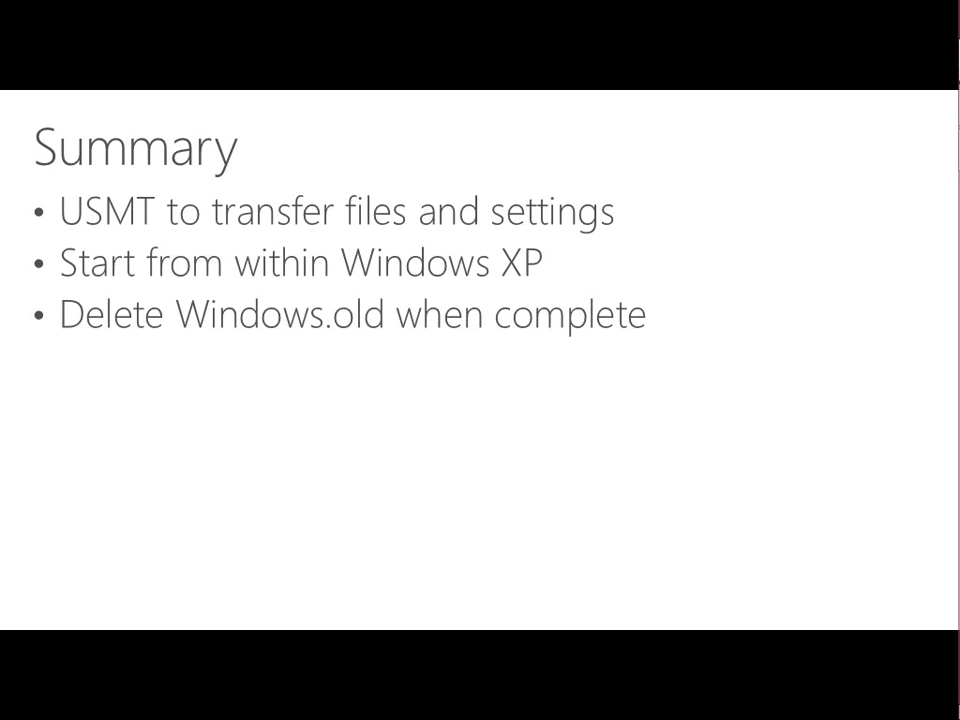 Summary
• USMT to transfer files and settings
• Start from within Windows XP
• Delete Windows.old when complete